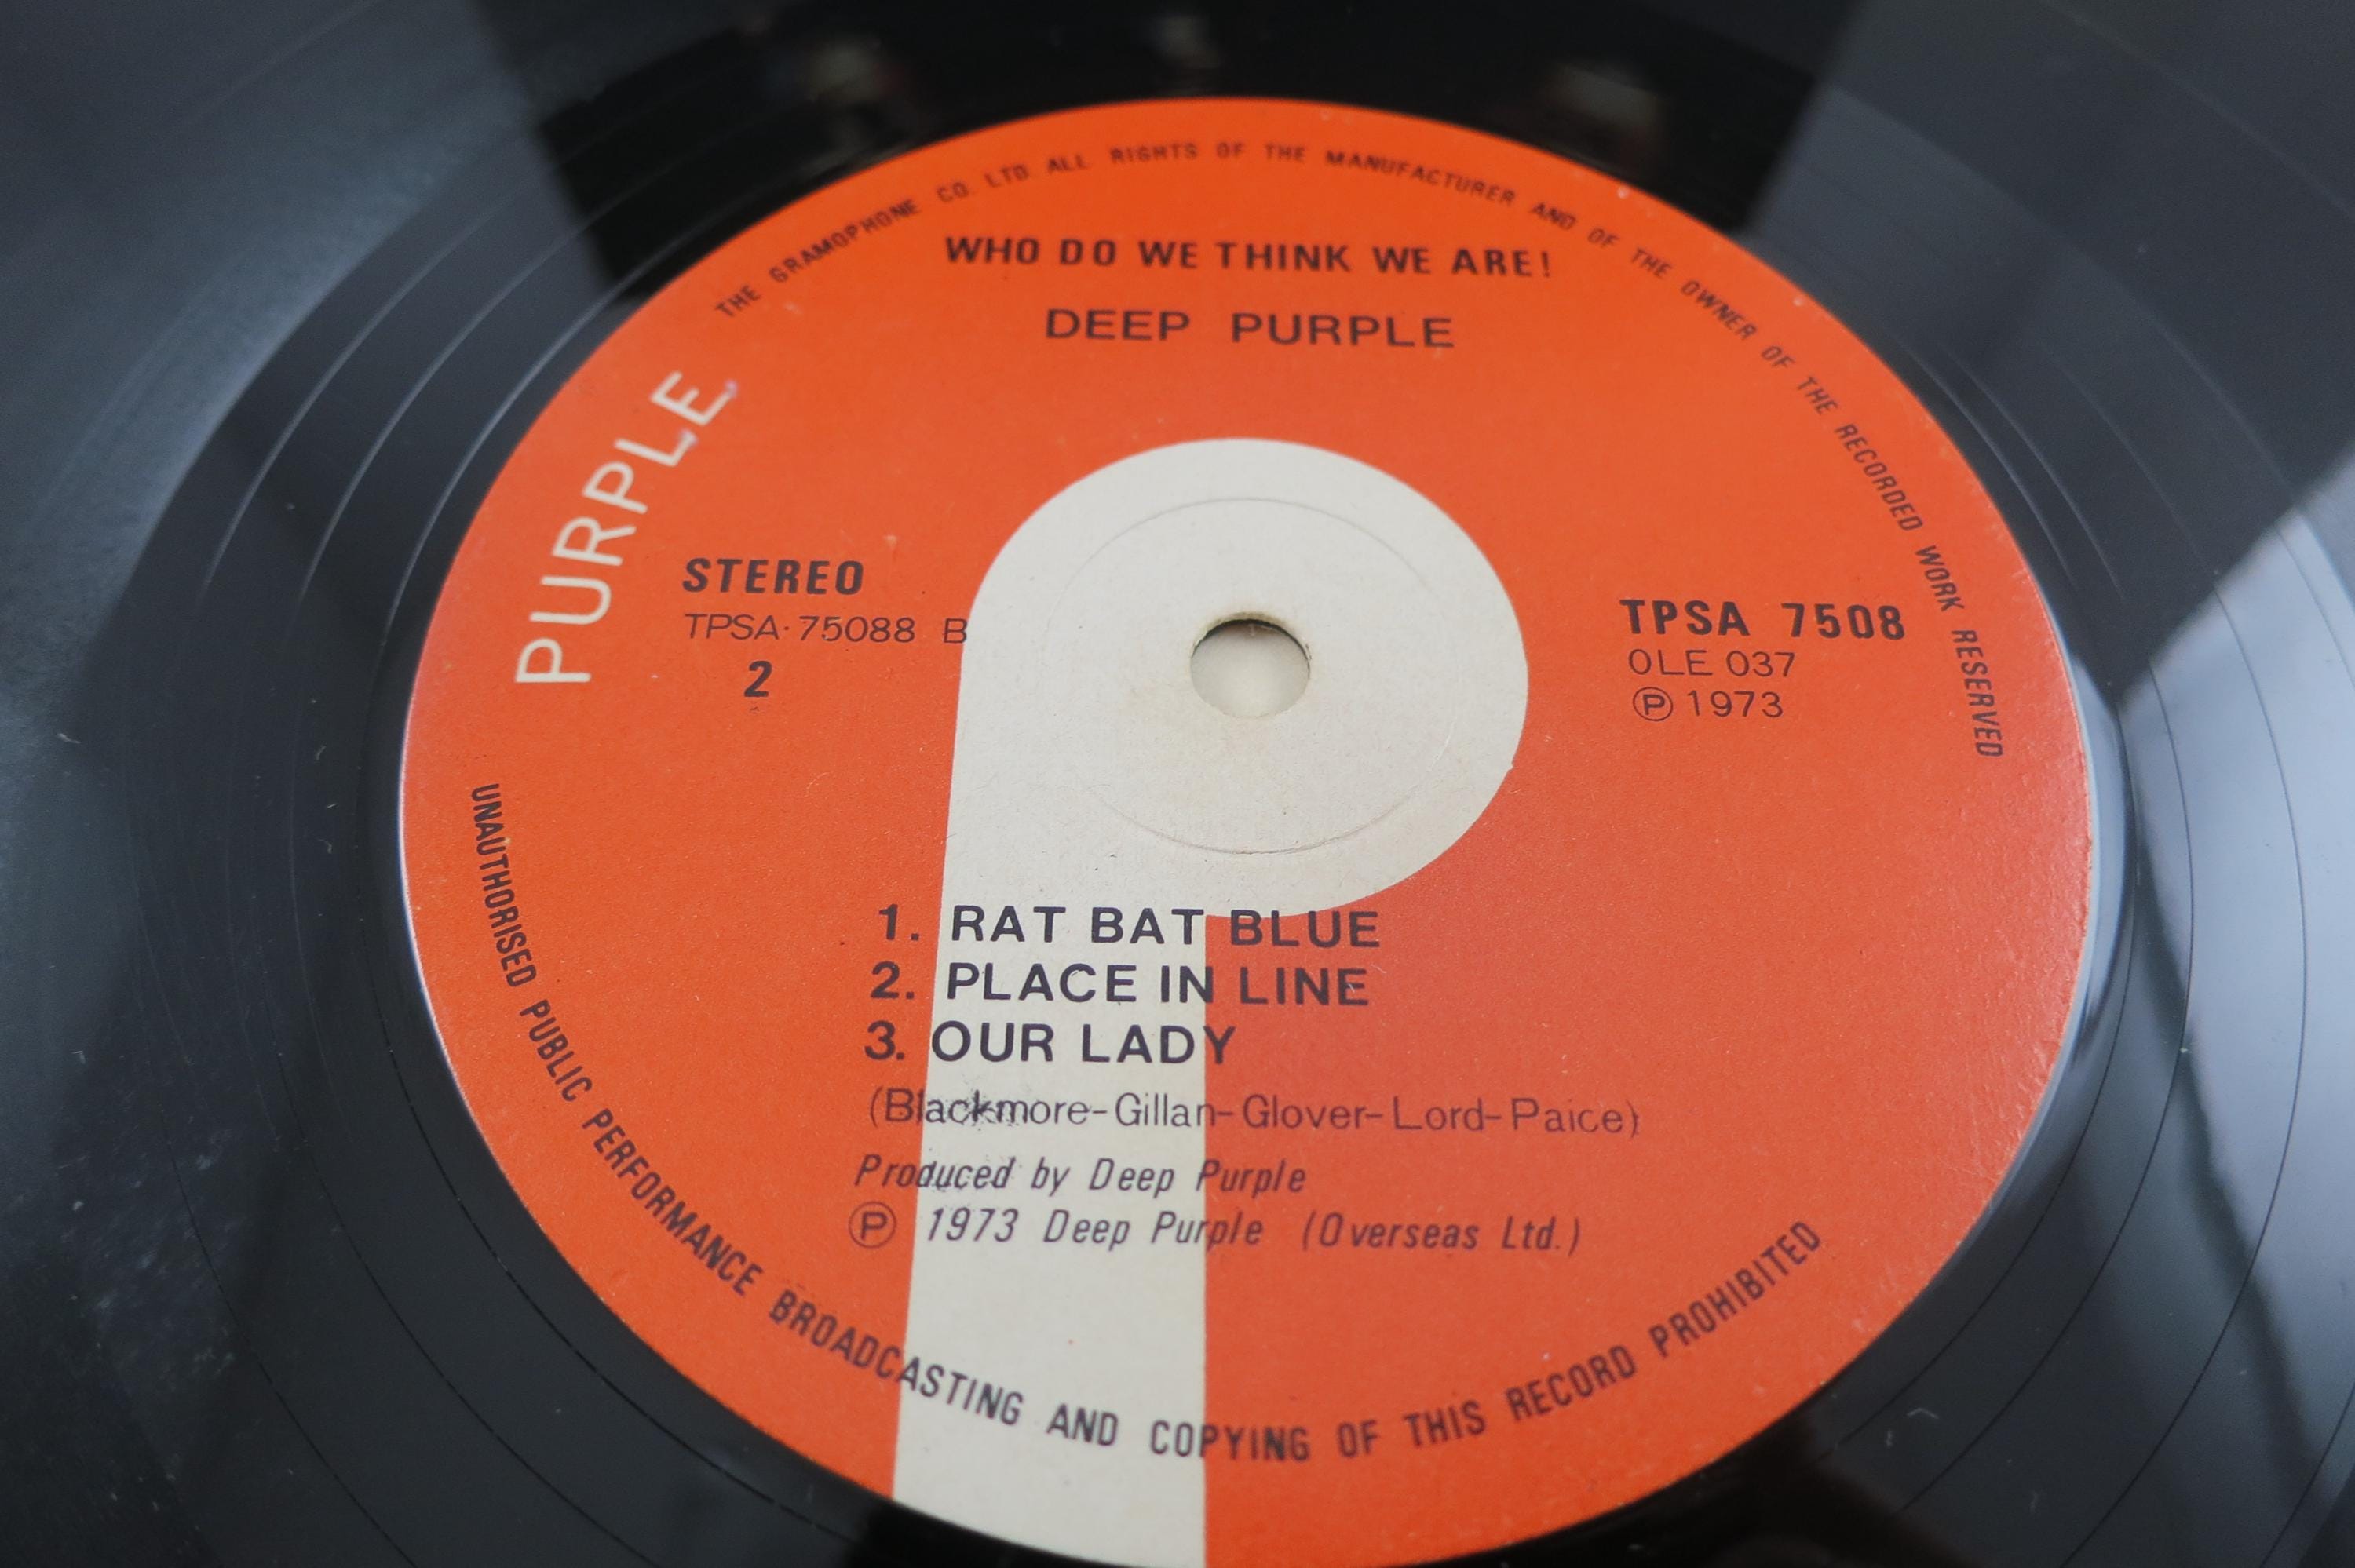 THE GRAMOPHONE CO. LTD. ALL RIGHTS OF THE MANUFACTURER AND OF THE OWNER OF THE RECORDED WORK RESERVED
WHO DO WE THINK WE ARE!
DEEP PURPLE
PURPLE
STEREO
TPSA·75088 B
2
TPSA 7508
OLE 037
Ⓟ 1973
1. RAT BAT BLUE
2. PLACE IN LINE
3. OUR LADY
(Blackmore-Gillan-Glover-Lord-Paice)
Produced by Deep Purple
Ⓟ 1973 Deep Purple (Overseas Ltd.)
UNAUTHORISED PUBLIC PERFORMANCE BROADCASTING AND COPYING OF THIS RECORD PROHIBITED